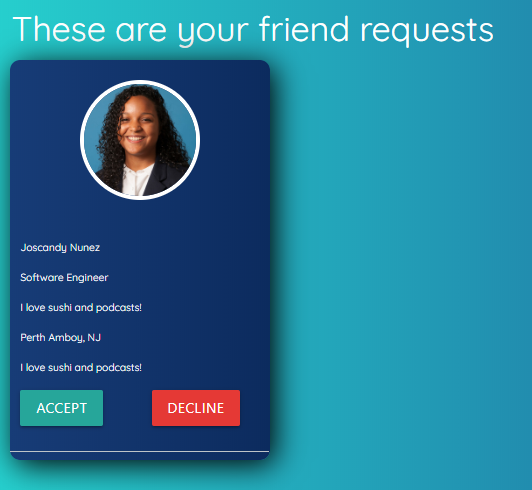 These are your friend requests
Joscandy Nunez
Software Engineer
I love sushi and podcasts!
Perth Amboy, NJ
I love sushi and podcasts!
ACCEPT DECLINE